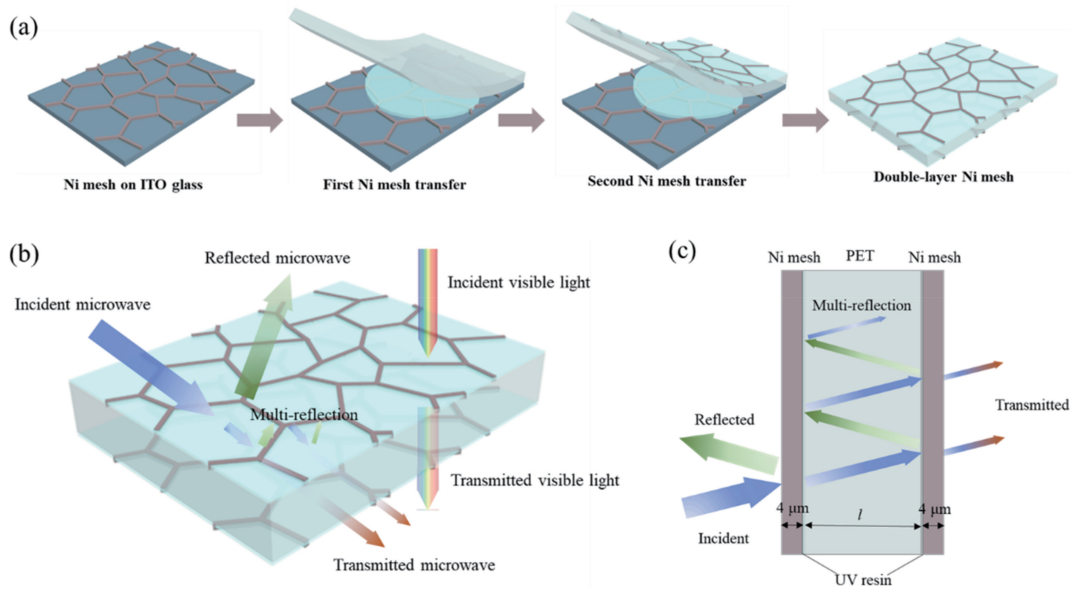 (a)
Ni mesh on ITO glass
First Ni mesh transfer
Second Ni mesh transfer
Double-layer Ni mesh
(b)
Reflected microwave
Incident microwave
Incident visible light
Multi-reflection
Transmitted visible light
Transmitted microwave
(c)
Ni mesh
PET
Ni mesh
Multi-reflection
Reflected
Transmitted
4 μm
l
4 μm
Incident
UV resin